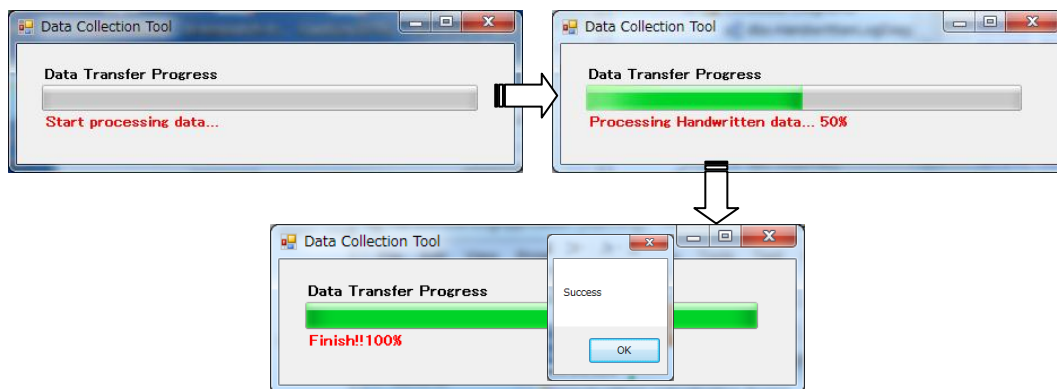 Data Collection Tool
Data Transfer Progress
Start processing data...
Data Collection Tool
Data Transfer Progress
Processing Handwritten data... 50%
Data Collection Tool
Data Transfer Progress
Finish!!100%
Success
OK